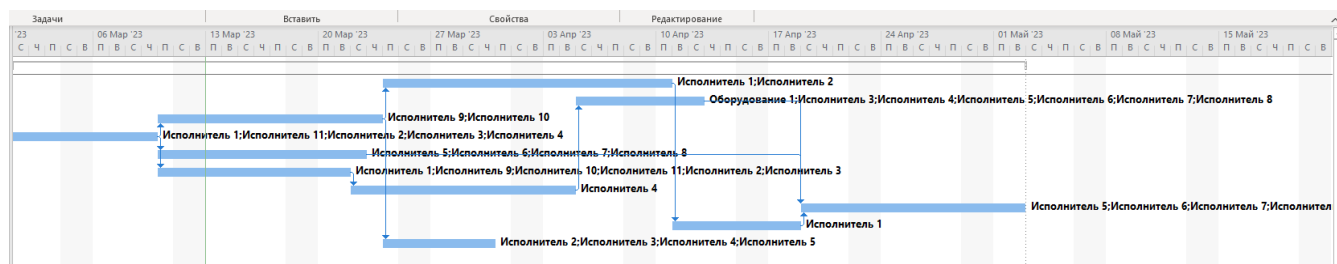 Задачи Вставить Свойства Редактирование
'23 06 Мар '23 13 Мар '23 20 Мар '23 27 Мар '23 03 Апр '23 10 Апр '23 17 Апр '23 24 Апр '23 01 Май '23 08 Май '23 15 Май '23
С Ч П С В П В С Ч П С В П В С Ч П С В П В С Ч П С В П В С Ч П С В П В С Ч П С В П В С Ч П С В П В С Ч П С В П В С Ч П С В П В С Ч П С В П В С Ч П С В П В С Ч П С В
Исполнитель 1;Исполнитель 2
Оборудование 1;Исполнитель 3;Исполнитель 4;Исполнитель 5;Исполнитель 6;Исполнитель 7;Исполнитель 8
Исполнитель 9;Исполнитель 10
Исполнитель 1;Исполнитель 11;Исполнитель 2;Исполнитель 3;Исполнитель 4
Исполнитель 5;Исполнитель 6;Исполнитель 7;Исполнитель 8
Исполнитель 1;Исполнитель 9;Исполнитель 10;Исполнитель 11;Исполнитель 2;Исполнитель 3
Исполнитель 4
Исполнитель 5;Исполнитель 6;Исполнитель 7;Исполнител
Исполнитель 1
Исполнитель 2;Исполнитель 3;Исполнитель 4;Исполнитель 5